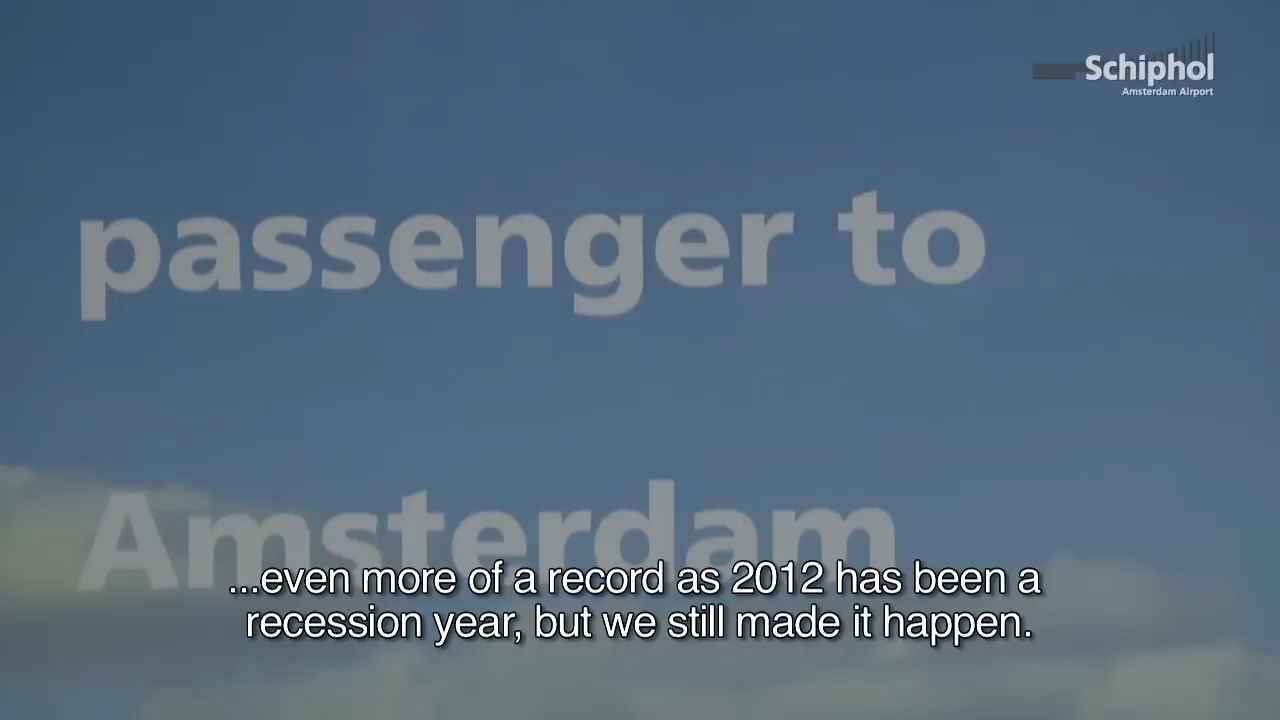 Schiphol
Amsterdam Airport
passenger to
Amsterdam
...even more of a record as 2012 has been a
recession year, but we still made it happen.